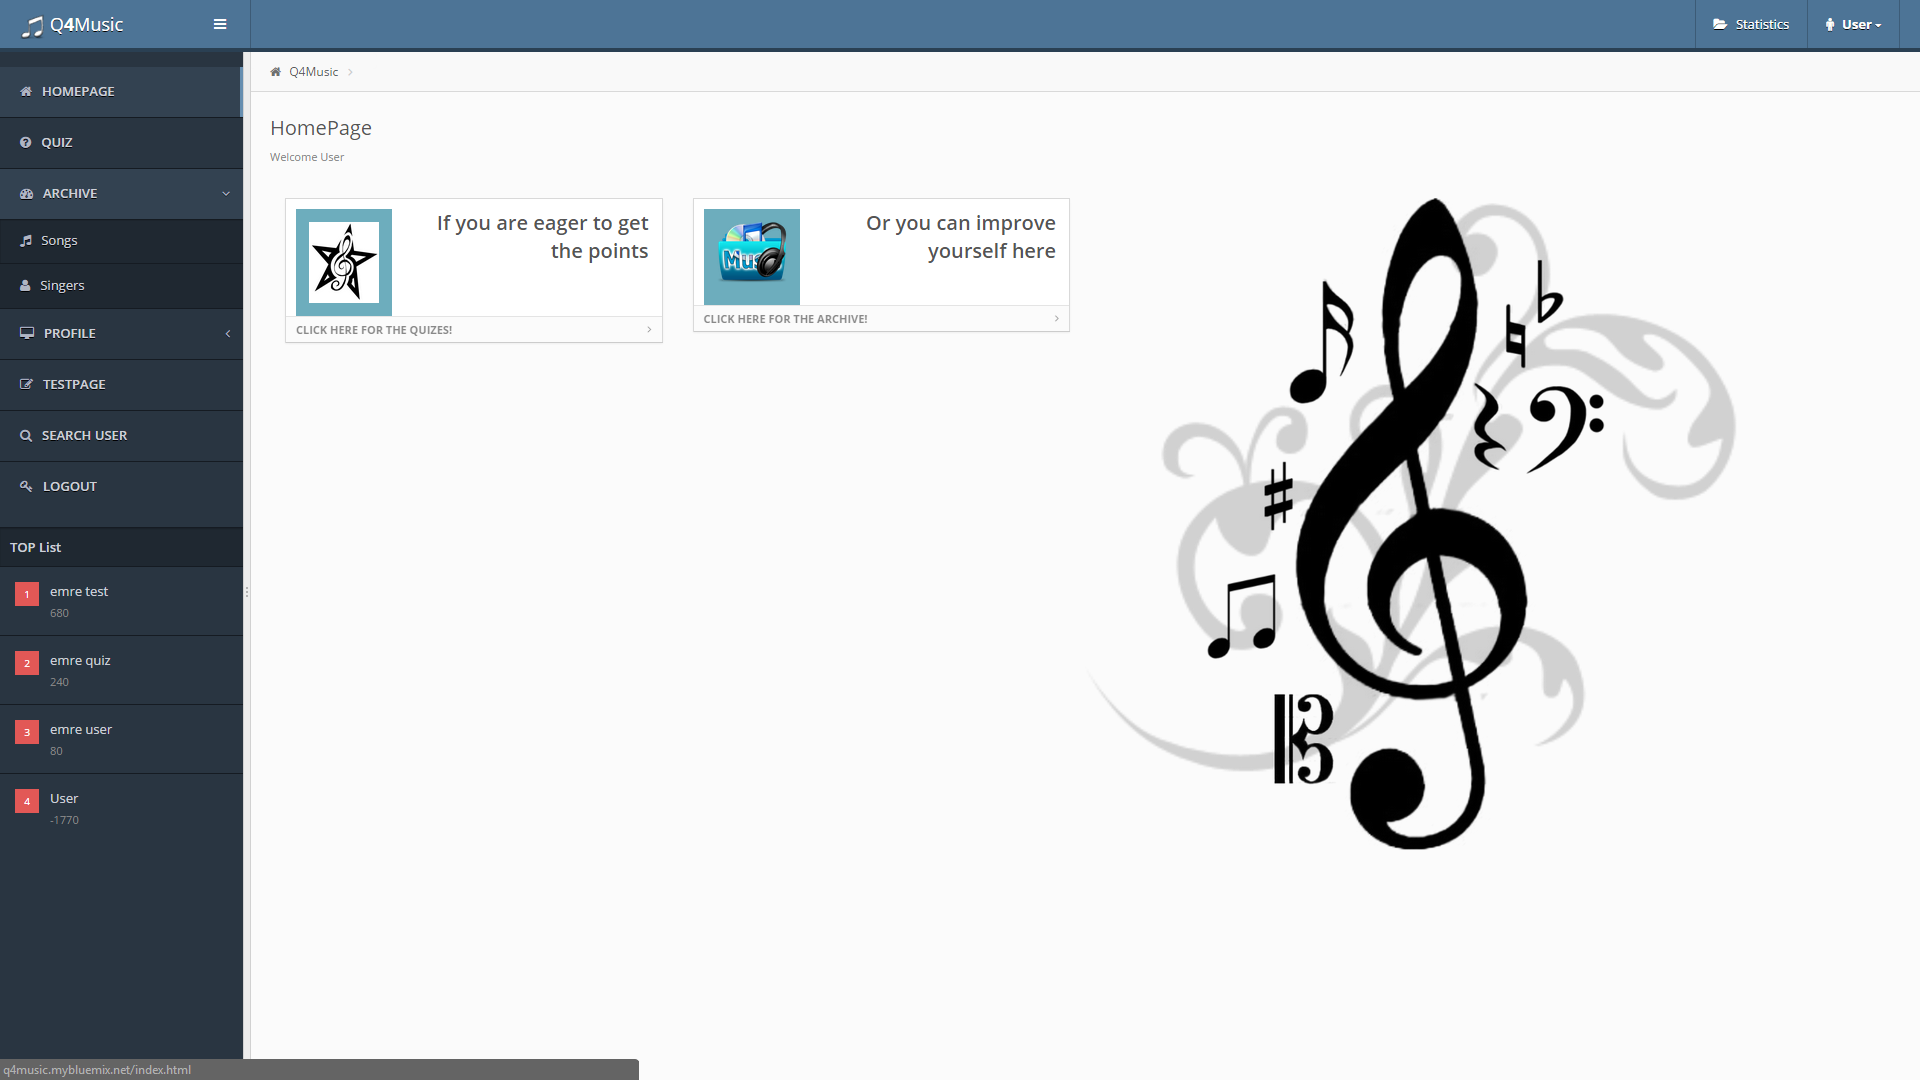 Q4Music
Statistics
User
Q4Music
HOMEPAGE
QUIZ
ARCHIVE
Songs
Singers
PROFILE
TESTPAGE
SEARCH USER
LOGOUT
TOP List
1
emre test
680
2
emre quiz
240
3
emre user
80
4
User
-1770
HomePage
Welcome User
If you are eager to get
the points
CLICK HERE FOR THE QUIZES!
Music
Or you can improve
yourself here
CLICK HERE FOR THE ARCHIVE!
q4music.mybluemix.net/index.html